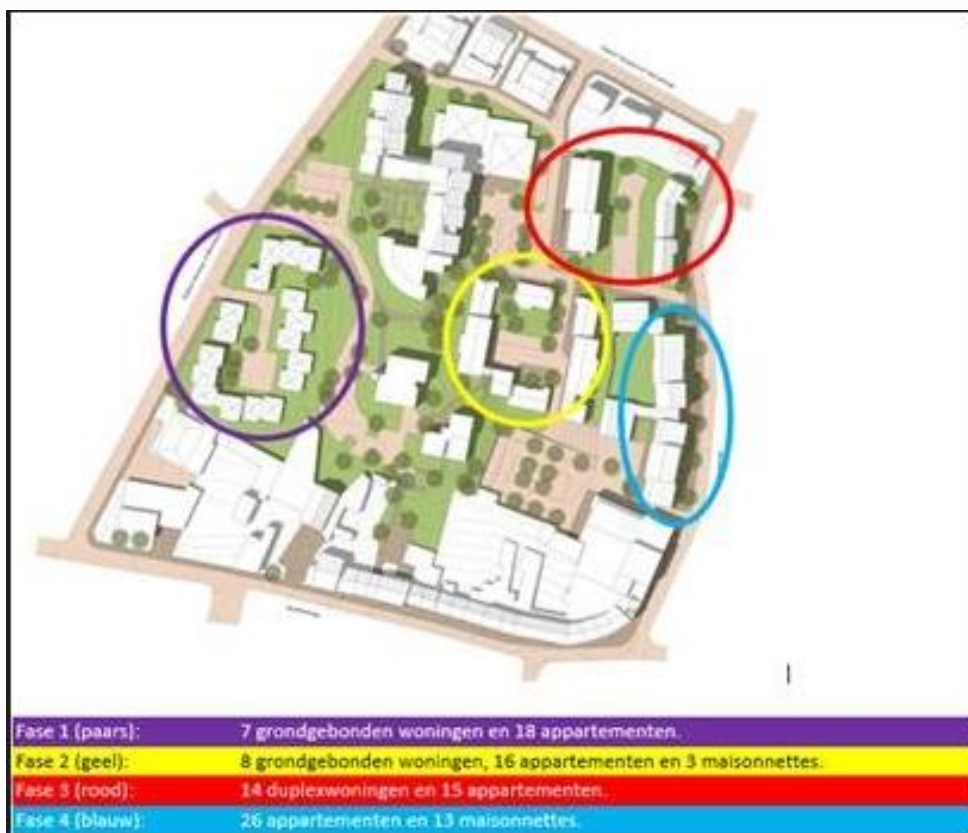 Fase 1 (paars): 7 grondgebonden woningen en 18 appartementen.
Fase 2 (geel): 8 grondgebonden woningen, 16 appartementen en 3 maisonnettes.
Fase 3 (rood): 14 duplexwoningen en 15 appartementen.
Fase 4 (blauw): 26 appartementen en 13 maisonnettes.